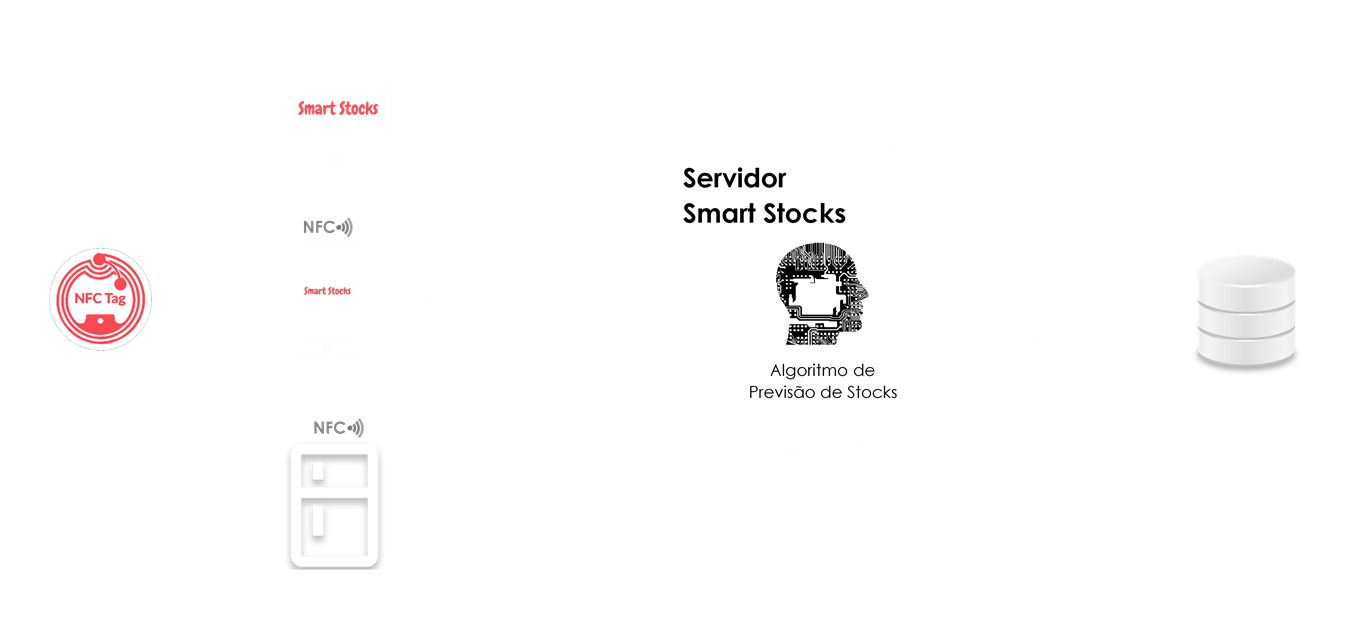 Smart Stocks
Servidor
Smart Stocks
NFC
NFC Tag
Smart Stocks
Algoritmo de
Previsão de Stocks
NFC